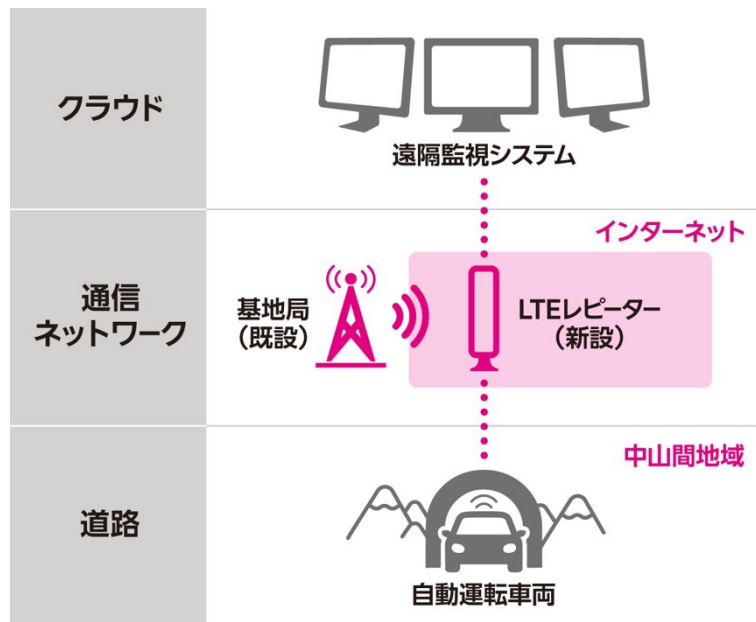 クラウド
遠隔監視システム
インターネット
通信
ネットワーク
基地局
（既設）
LTEレピーター
（新設）
中山間地域
道路
自動運転車両